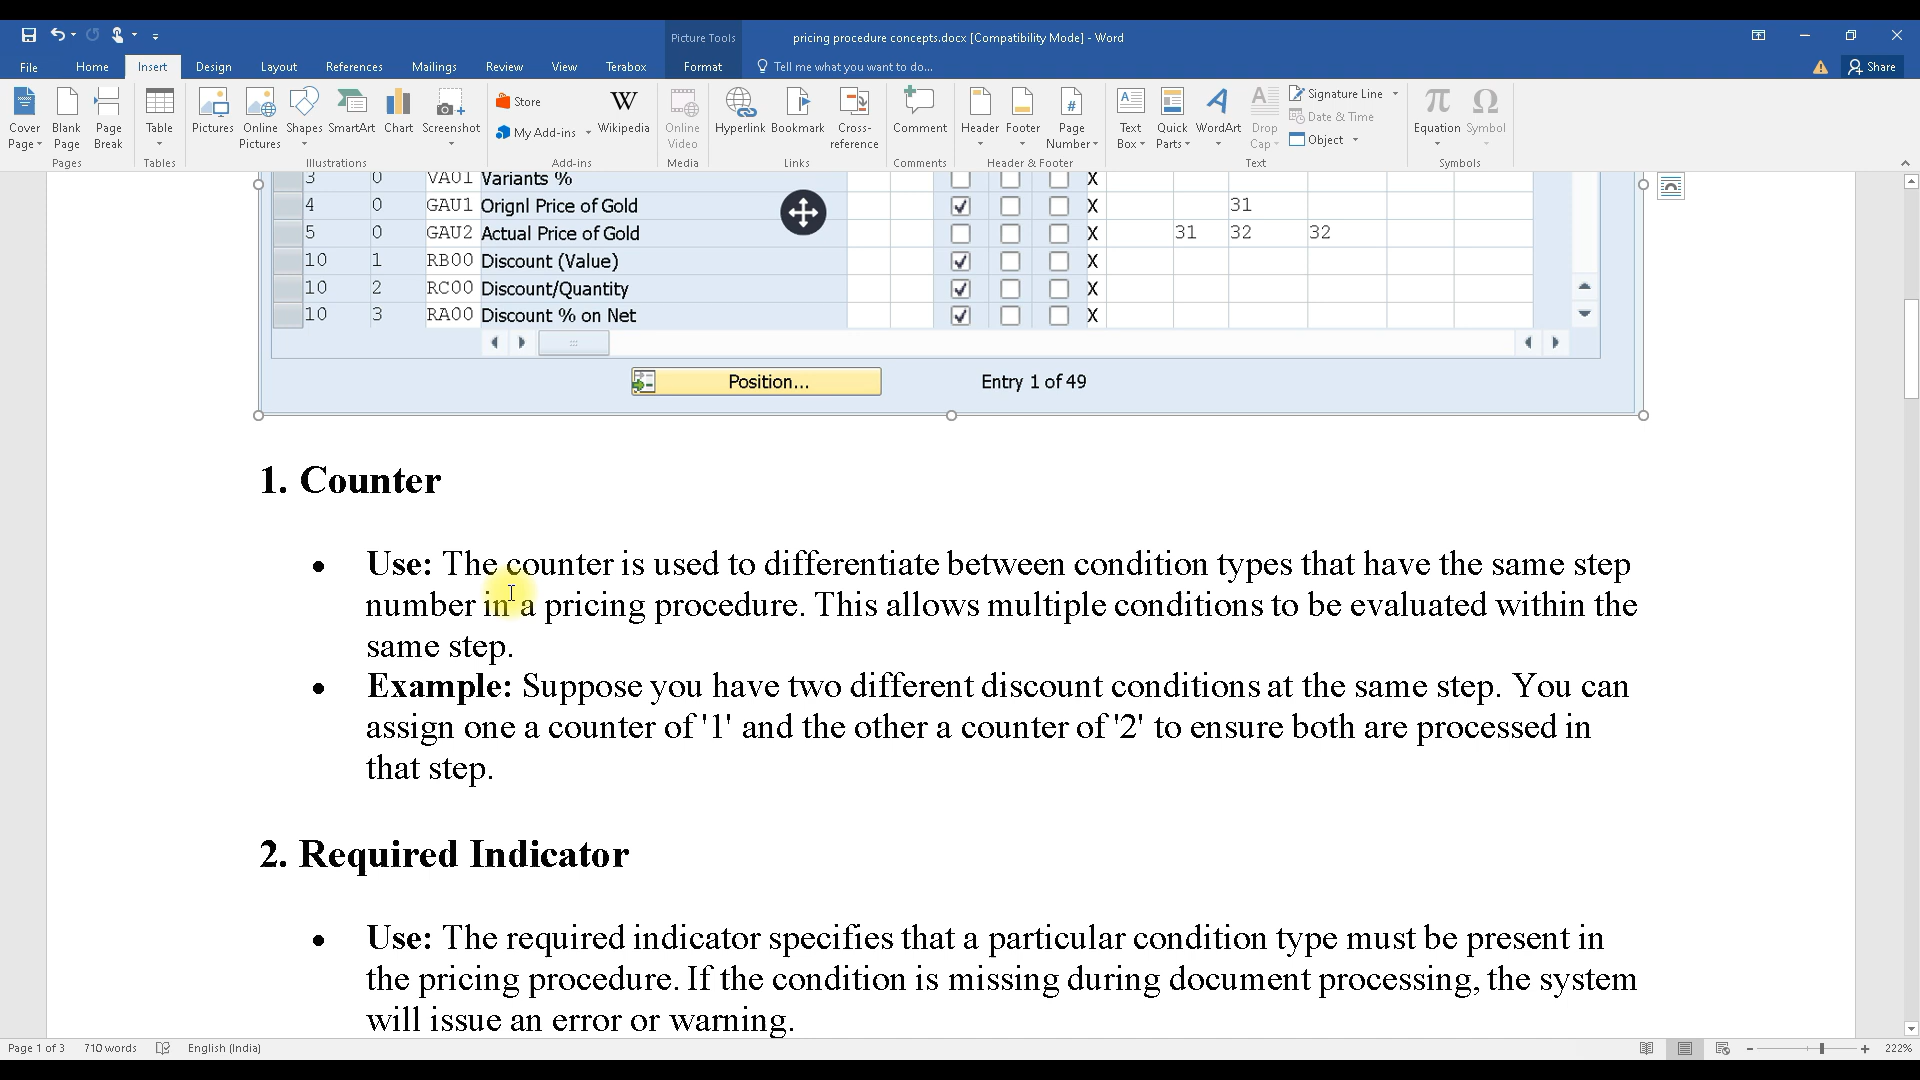 Picture Tools
pricing procedure concepts.docx [Compatibility Mode] - Word
File Home Insert Design Layout References Mailings Review View Terabox Format Tell me what you want to do... Share
Cover Page
Blank Page
Page Break
Table
Pictures
Online Pictures
Shapes
SmartArt
Chart
Screenshot
Store
My Add-ins
Wikipedia
Online Video
Hyperlink
Bookmark
Cross-reference
Comment
Header
Footer
Page Number
Text Box
Quick Parts
WordArt
Drop Cap
Signature Line
Date & Time
Object
Equation
Symbol
Pages Tables Illustrations Add-ins Media Links Comments Header & Footer Text Symbols
3 0 VA01 Variants % X
4 0 GAU1 Orignl Price of Gold X 31
5 0 GAU2 Actual Price of Gold X 31 32 32
10 1 RB00 Discount (Value) X
10 2 RC00 Discount/Quantity X
10 3 RA00 Discount % on Net X
Position... Entry 1 of 49
1. Counter
• Use: The counter is used to differentiate between condition types that have the same step
number in a pricing procedure. This allows multiple conditions to be evaluated within the
same step.
• Example: Suppose you have two different discount conditions at the same step. You can
assign one a counter of '1' and the other a counter of '2' to ensure both are processed in
that step.
2. Required Indicator
• Use: The required indicator specifies that a particular condition type must be present in
the pricing procedure. If the condition is missing during document processing, the system
will issue an error or warning.
Page 1 of 3 710 words English (India) 222%